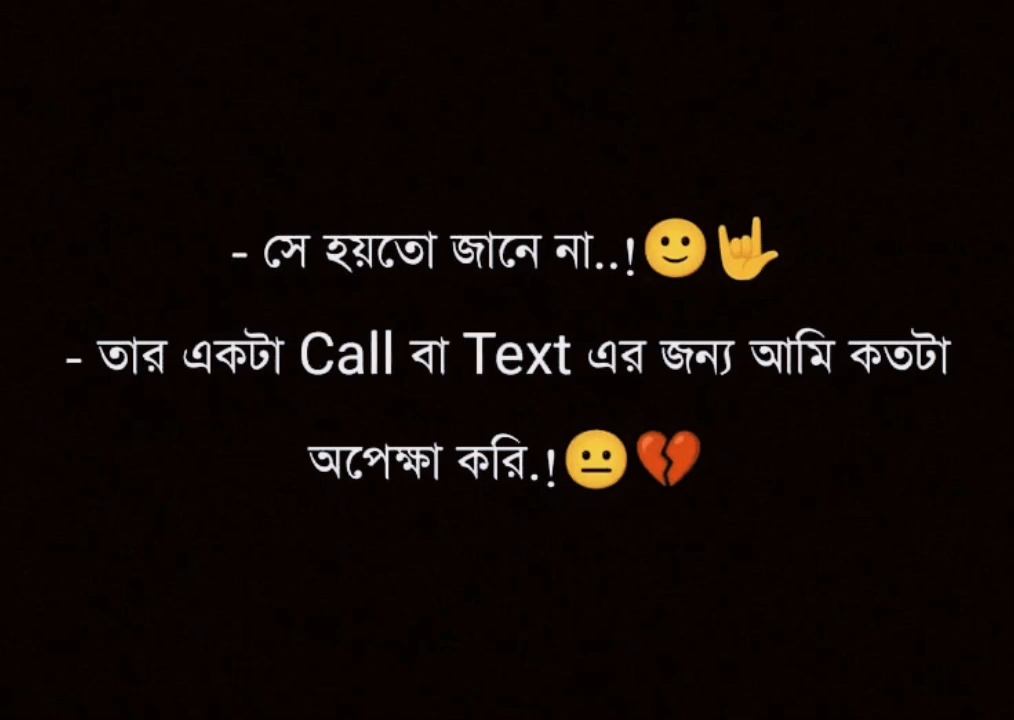 - সে হয়তো জানে না..!🙂🤟
- তার একটা Call বা Text এর জন্য আমি কতটা
অপেক্ষা করি.!😐💔